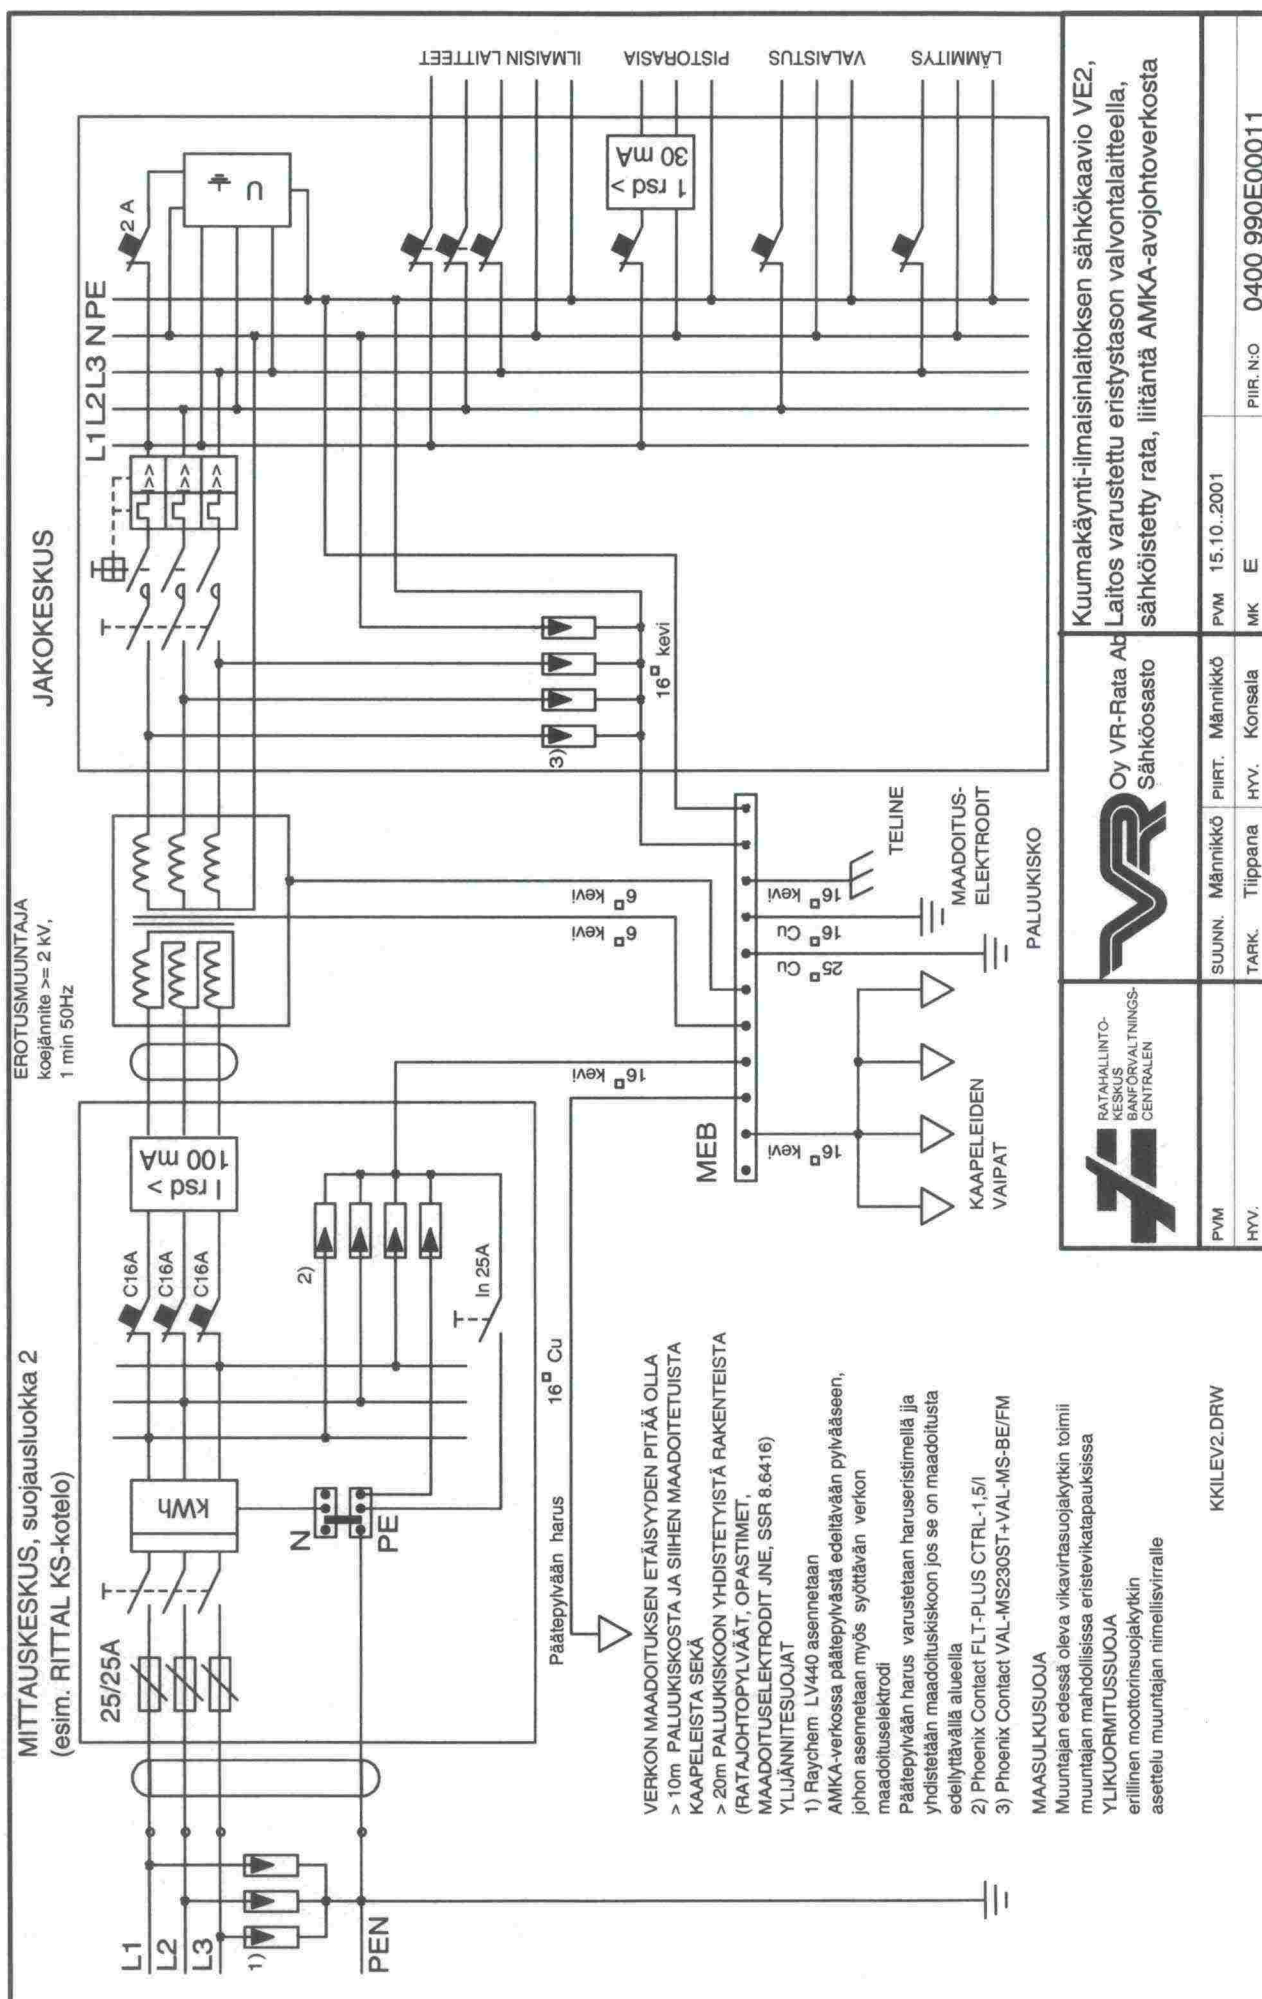 MITTAUSKESKUS, suojausluokka 2
(esim. RITTAL KS-kotelo)
EROTUSMUUNTAJA
koejännite >= 2 kV,
1 min 50Hz
JAKOKESKUS
L1
L2
L3
1)
PEN
25/25A
kWh
N
PE
C16A
C16A
C16A
I rsd >
100 mA
2)
In 25A
L1 L2 L3 N PE
2 A
U
I>>
I>>
I>>
3)
16□ kevi
1 rsd >
30 mA
ILMAISIN LAITTEET
PISTORASIA
VALAISTUS
LÄMMITYS
Päätepylvään harus
16□ Cu
MEB
16□ kevi
6□ kevi
6□ kevi
16□ kevi
25□ Cu
16□ Cu
16□ kevi
KAAPELEIDEN
VAIPAT
TELINE
MAADOITUS-
ELEKTRODIT
PALUUKISKO
VERKON MAADOITUKSEN ETÄISYYDEN PITÄÄ OLLA
> 10m PALUUKISKOSTA JA SIIHEN MAADOITETUISTA
KAAPELEISTA SEKÄ
> 20m PALUUKISKOON YHDISTETYISTÄ RAKENTEISTA
(RATAJOHTOPYLVÄÄT, OPASTIMET,
MAADOITUSELEKTRODIT JNE, SSR 8.6416)
YLIJÄNNITESUOJAT
1) Raychem LV440 asennetaan
AMKA-verkossa päätepylvästä edeltävään pylvääseen,
johon asennetaan myös syöttävän verkon
maadoituselektrodi
Päätepylvään harus varustetaan haruseristimellä jja
yhdistetään maadoituskiskoon jos se on maadoitusta
edellyttävällä alueella
2) Phoenix Contact FLT-PLUS CTRL-1,5/I
3) Phoenix Contact VAL-MS230ST+VAL-MS-BE/FM
MAASULKUSUOJA
Muuntajan edessä oleva vikavirtasuojakytkin toimii
muuntajan mahdollisissa eristevikatapauksissa
YLIKUORMITUSSUOJA
erillinen moottorinsuojakytkin
asettelu muuntajan nimellisvirralle
KKILEV2.DRW
RATAHALLINTO-
KESKUS
BANFÖRVALTNINGS-
CENTRALEN
VR
Oy VR-Rata Ab
Sähköosasto
Kuumakäynti-ilmaisinlaitoksen sähkökaavio VE2,
Laitos varustettu eristystason valvontalaitteella,
sähköistetty rata, liitäntä AMKA-avojohtoverkosta
PVM
SUUNN. Männikkö
PIIRT. Männikkö
PVM 15.10..2001
HYV.
TARK. Tiippana
HYV. Konsala
MK E
PIIR. N:O 0400 990E00011